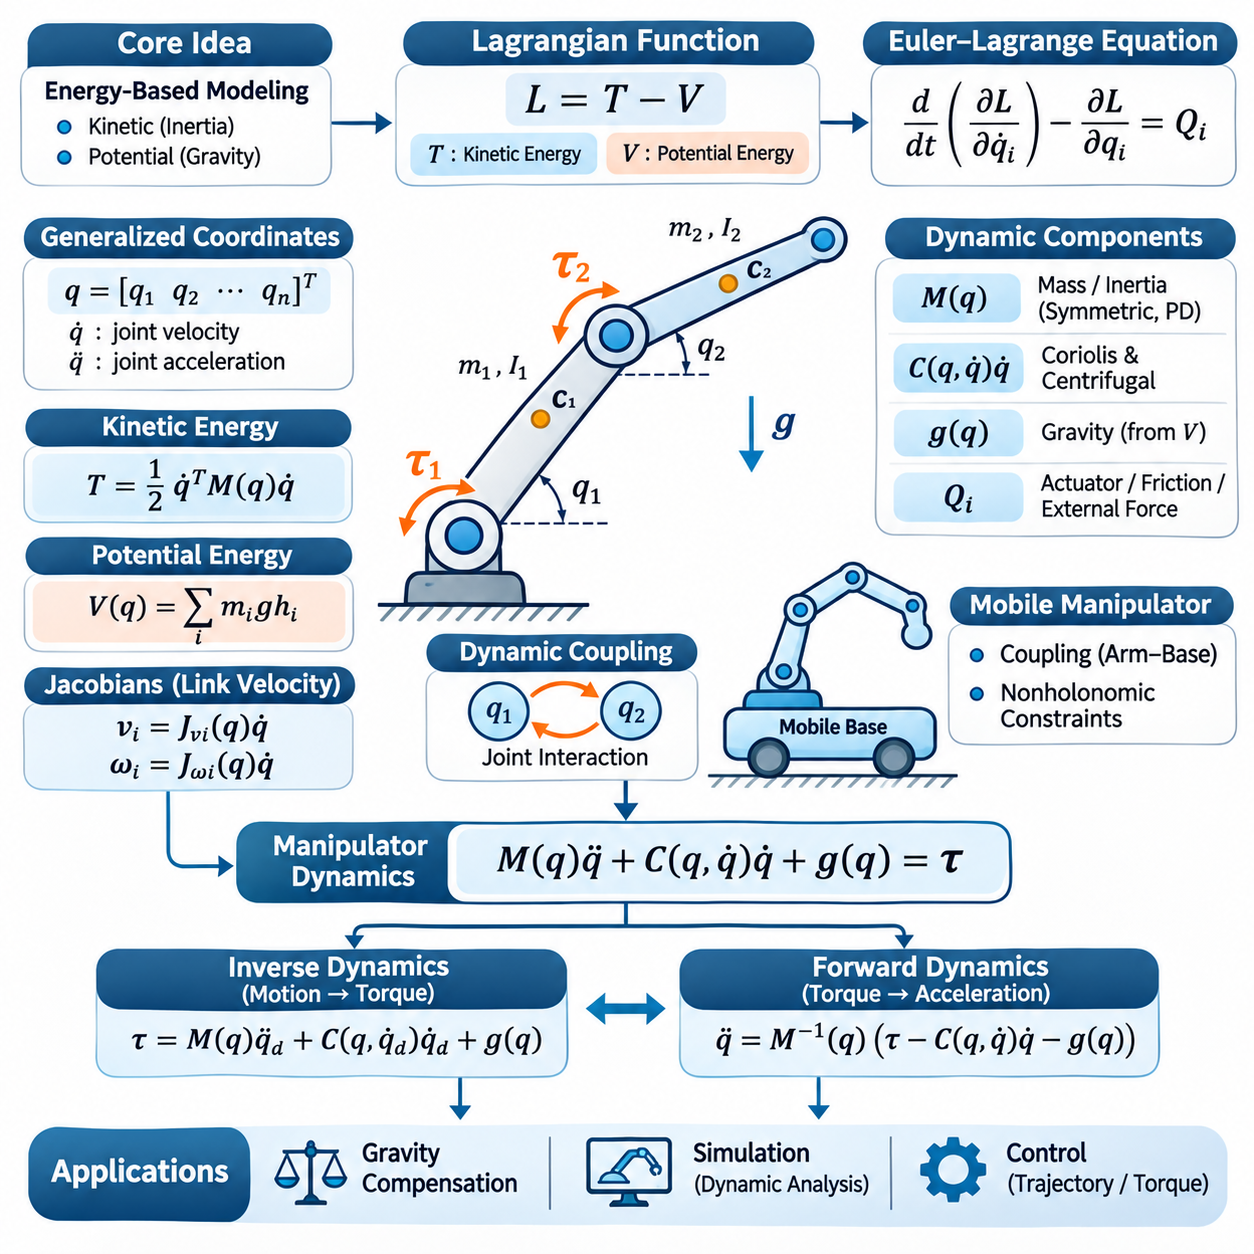 Core Idea
Energy-Based Modeling
Kinetic (Inertia)
Potential (Gravity)
Lagrangian Function
L = T − V
T : Kinetic Energy
V : Potential Energy
Euler–Lagrange Equation
d/dt (∂L/∂q̇ᵢ) − ∂L/∂qᵢ = Qᵢ
Generalized Coordinates
q = [q₁ q₂ ⋯ qₙ]ᵀ
q̇ : joint velocity
q̈ : joint acceleration
Kinetic Energy
T = 1/2 q̇ᵀM(q)q̇
Potential Energy
V(q) = ∑ᵢ mᵢghᵢ
Jacobians (Link Velocity)
vᵢ = Jᵥᵢ(q)q̇
ωᵢ = J_ωi(q)q̇
m₂, I₂
τ₂
c₂
q₂
m₁, I₁
c₁
g
τ₁
q₁
Dynamic Components
M(q)
Mass / Inertia
(Symmetric, PD)
C(q, q̇)q̇
Coriolis &
Centrifugal
g(q)
Gravity (from V)
Qᵢ
Actuator / Friction /
External Force
Dynamic Coupling
q₁
q₂
Joint Interaction
Mobile Base
Mobile Manipulator
Coupling (Arm–Base)
Nonholonomic
Constraints
Manipulator
Dynamics
M(q)q̈ + C(q, q̇)q̇ + g(q) = τ
Inverse Dynamics
(Motion → Torque)
τ = M(q)q̈_d + C(q, q̇_d)q̇_d + g(q)
Forward Dynamics
(Torque → Acceleration)
q̈ = M⁻¹(q) (τ − C(q, q̇)q̇ − g(q))
Applications
Gravity
Compensation
Simulation
(Dynamic Analysis)
Control
(Trajectory / Torque)